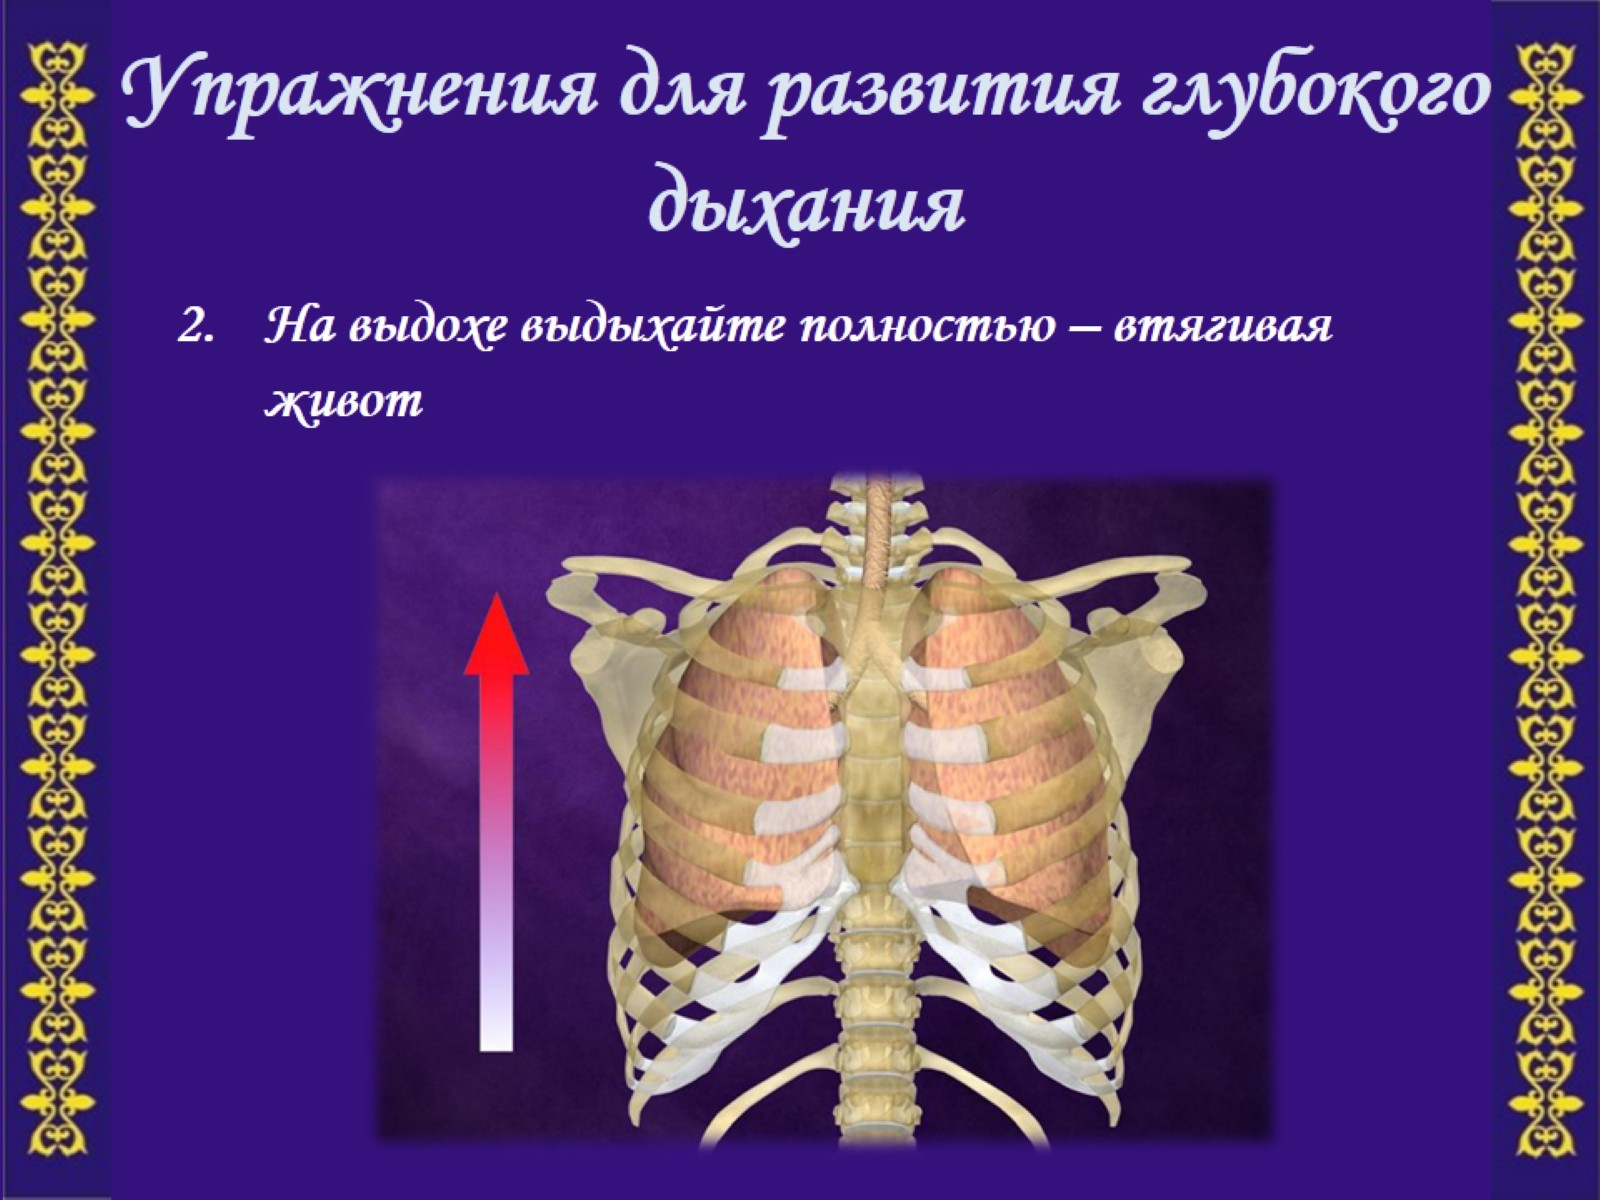 Упражнения для развития глубокого
дыхания
2. На выдохе выдыхайте полностью – втягивая
живот